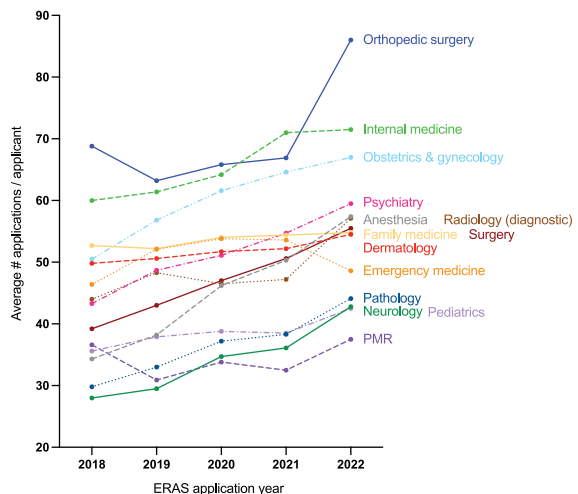 90
80
70
60
50
40
30
20
Average # applications / applicant
2018 2019 2020 2021 2022
ERAS application year
Orthopedic surgery
Internal medicine
Obstetrics & gynecology
Psychiatry
Anesthesia Radiology (diagnostic)
Family medicine Surgery
Dermatology
Emergency medicine
Pathology
Neurology Pediatrics
PMR